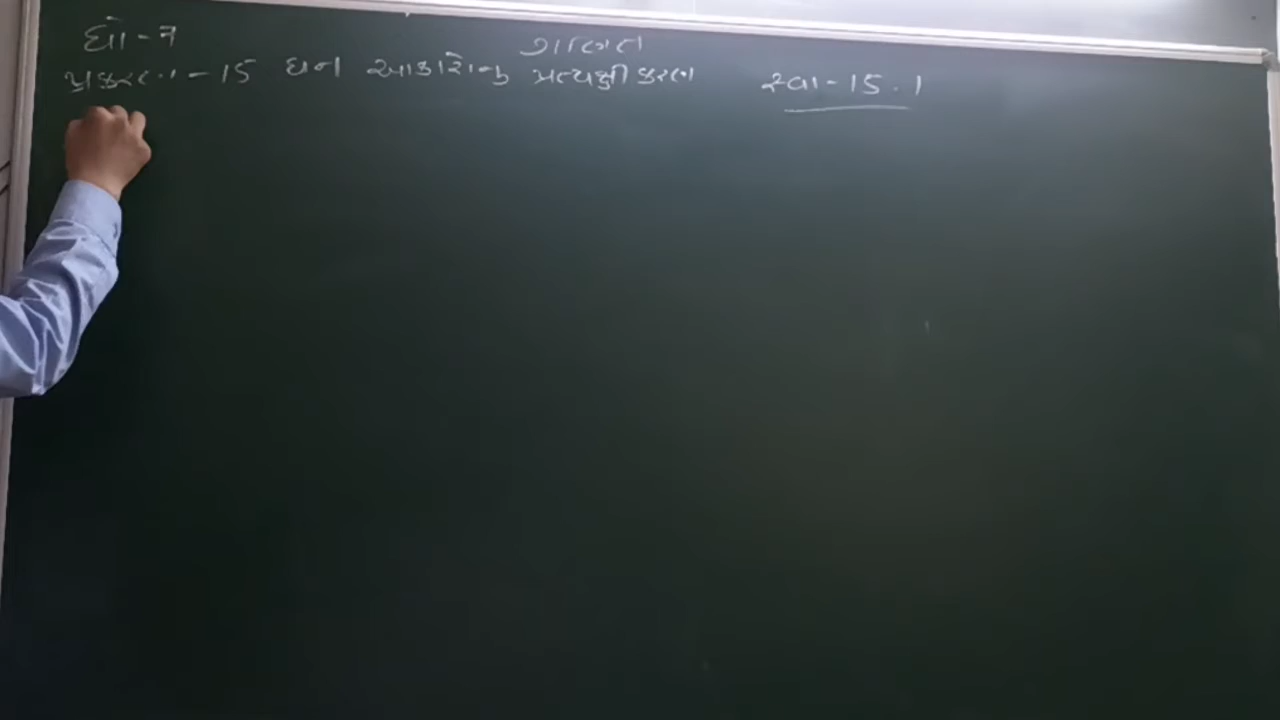 ધો - 7
ગણિત
પ્રકરણ - 15 ઘન આકારોનું પ્રત્યક્ષીકરણ સ્વા - 15.1